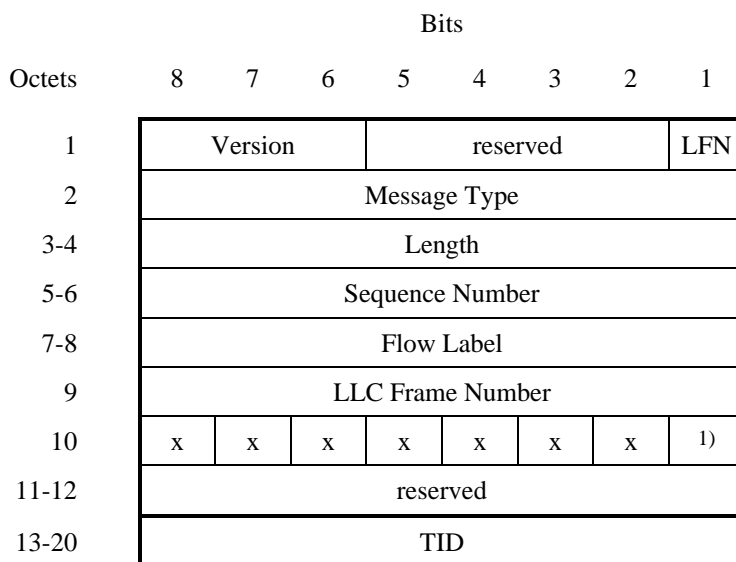 Bits
Octets 8 7 6 5 4 3 2 1
1 Version reserved LFN
2 Message Type
3-4 Length
5-6 Sequence Number
7-8 Flow Label
9 LLC Frame Number
10 x x x x x x x 1)
11-12 reserved
13-20 TID